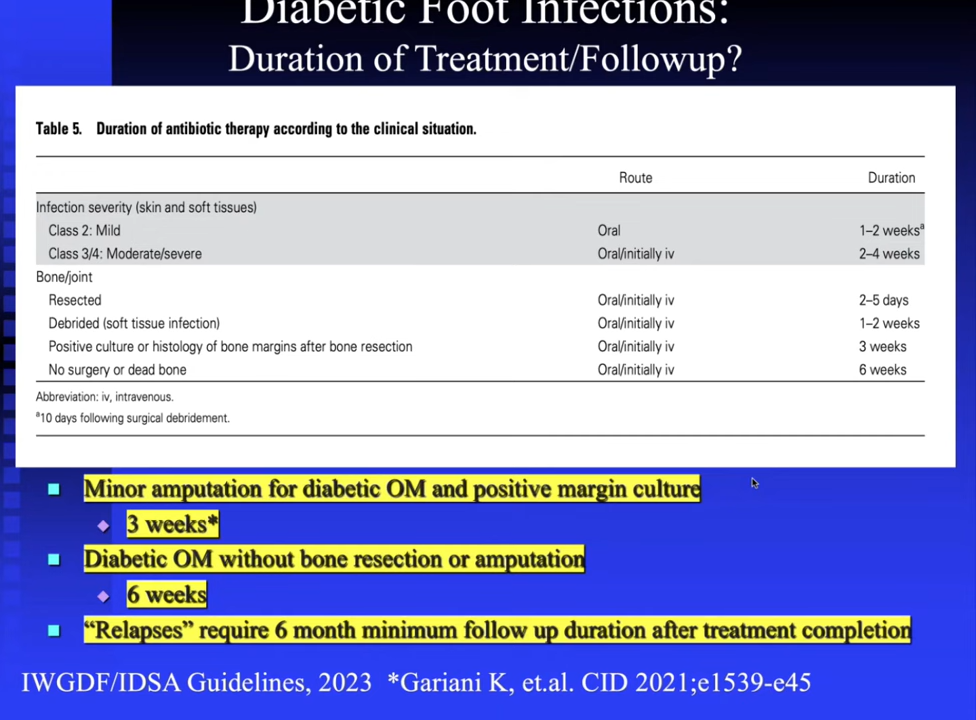 Diabetic Foot Infections:
Duration of Treatment/Followup?
Table 5. Duration of antibiotic therapy according to the clinical situation.
Route Duration
Infection severity (skin and soft tissues)
Class 2: Mild Oral 1–2 weeksa
Class 3/4: Moderate/severe Oral/initially iv 2–4 weeks
Bone/joint
Resected Oral/initially iv 2–5 days
Debrided (soft tissue infection) Oral/initially iv 1–2 weeks
Positive culture or histology of bone margins after bone resection Oral/initially iv 3 weeks
No surgery or dead bone Oral/initially iv 6 weeks
Abbreviation: iv, intravenous.
a10 days following surgical debridement.
Minor amputation for diabetic OM and positive margin culture
3 weeks*
Diabetic OM without bone resection or amputation
6 weeks
“Relapses” require 6 month minimum follow up duration after treatment completion
IWGDF/IDSA Guidelines, 2023 *Gariani K, et.al. CID 2021;e1539-e45